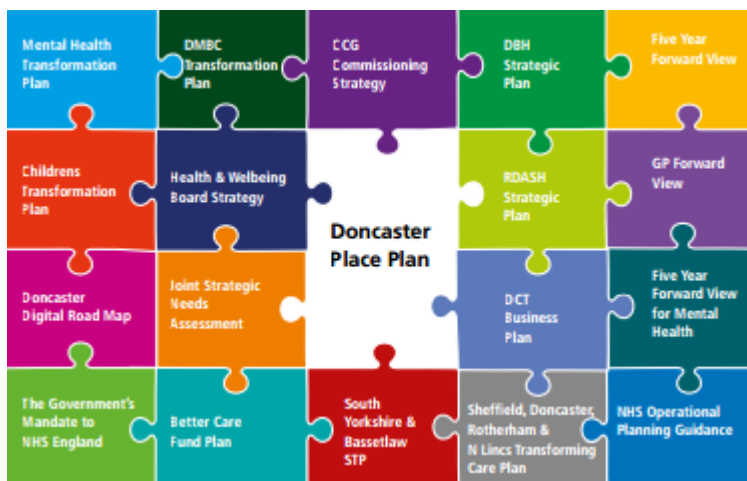 Mental Health
Transformation
Plan
DMBC
Transformation
Plan
CCG
Commissioning
Strategy
DBH
Strategic
Plan
Five Year
Forward View
Childrens
Transformation
Plan
Health & Wellbeing
Board Strategy
Doncaster
Place Plan
RDASH
Strategic
Plan
GP Forward
View
Doncaster
Digital Road Map
Joint Strategic
Needs
Assessment
DCT
Business
Plan
Five Year
Forward View
for Mental
Health
The Government's
Mandate to
NHS England
Better Care
Fund Plan
South
Yorkshire &
Bassetlaw
STP
Sheffield, Doncaster,
Rotherham &
N Lincs Transforming
Care Plan
NHS Operational
Planning Guidance